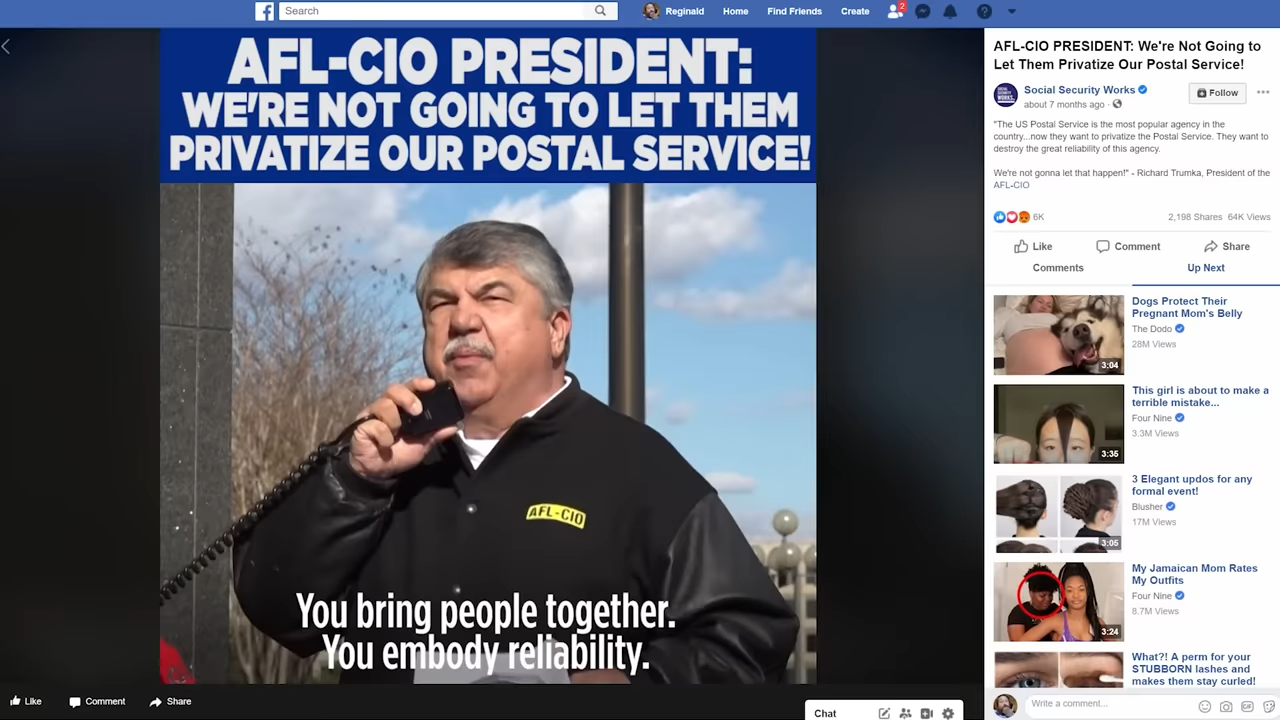 Search
Reginald
Home
Find Friends
Create
2
AFL-CIO PRESIDENT:
WE'RE NOT GOING TO LET THEM
PRIVATIZE OUR POSTAL SERVICE!
AFL-CIO
You bring people together.
You embody reliability.
Like
Comment
Share
AFL-CIO PRESIDENT: We're Not Going to
Let Them Privatize Our Postal Service!
Social Security Works
about 7 months ago ·
Follow
"The US Postal Service is the most popular agency in the
country...now they want to privatize the Postal Service. They want to
destroy the great reliability of this agency.
We're not gonna let that happen!" - Richard Trumka, President of the
AFL-CIO
6K
2,198 Shares 64K Views
Like
Comment
Share
Comments
Up Next
Dogs Protect Their
Pregnant Mom's Belly
The Dodo
28M Views
3:04
This girl is about to make a
terrible mistake...
Four Nine
3.3M Views
3:35
3 Elegant updos for any
formal event!
Blusher
17M Views
3:05
My Jamaican Mom Rates
My Outfits
Four Nine
8.7M Views
3:24
What?! A perm for your
STUBBORN lashes and
makes them stay curled!
Write a comment...
GIF
Chat